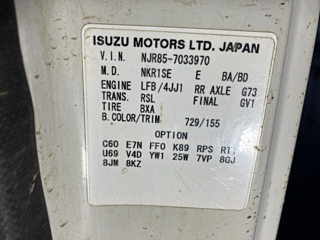 ISUZU MOTORS LTD. JAPAN
V.I.N. NJR85-7033970
M.D. NKR1SE E BA/BD
ENGINE LFB /4JJ1 RR AXLE G73
TRANS. RSL FINAL GV1
TIRE BXA
B.COLOR/TRIM 729/155
OPTION
C60 E7N FF0 K89 RPS RT1
U69 V4D YW1 25W 7VP 8GJ
8JM 8KZ